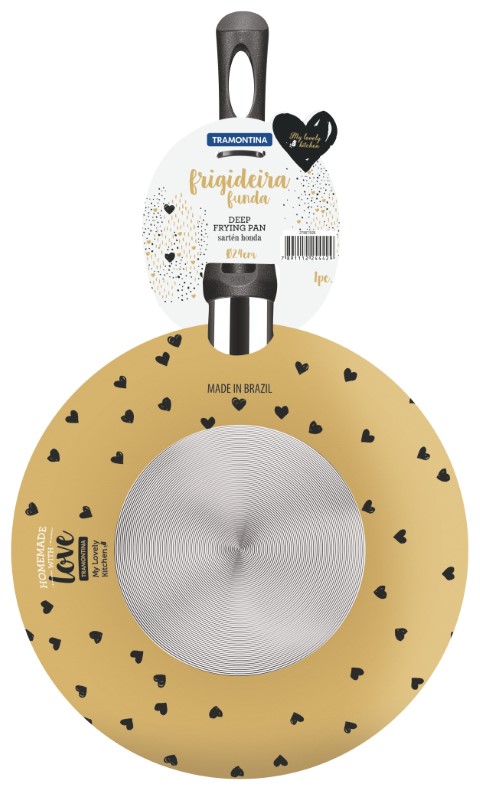 My lovely
kitchen
TRAMONTINA
frigideira
funda
DEEP
FRYING PAN
sartén honda
Ø24cm
1pc.
MADE IN BRAZIL
HOMEMADE
WITH
love
TRAMONTINA
My Lovely
Kitchen